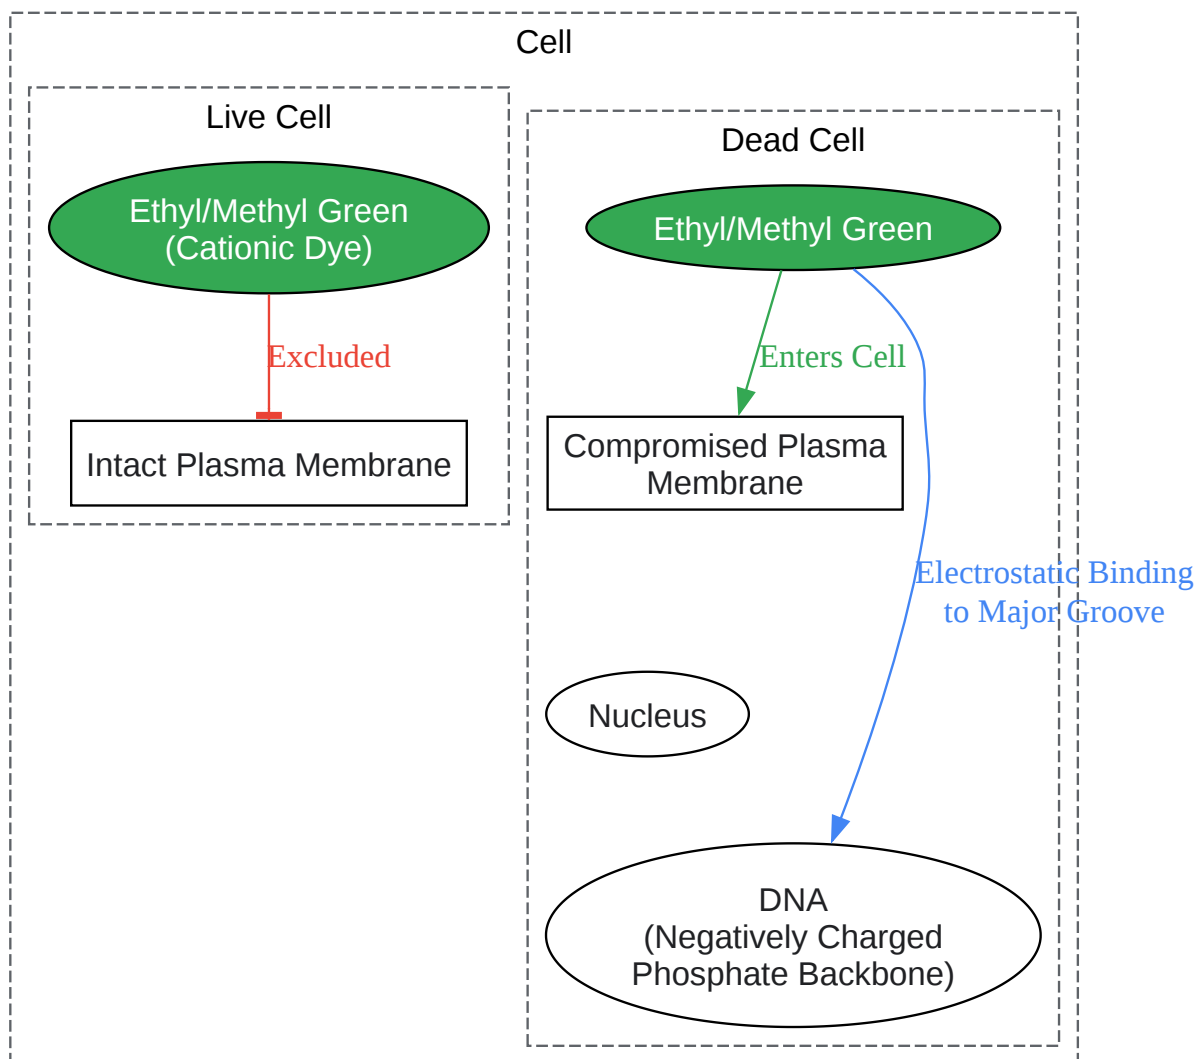 Cell
Live Cell
Ethyl/Methyl Green
(Cationic Dye)
Excluded
Intact Plasma Membrane
Dead Cell
Ethyl/Methyl Green
Enters Cell
Compromised Plasma
Membrane
Electrostatic Binding
to Major Groove
Nucleus
DNA
(Negatively Charged
Phosphate Backbone)